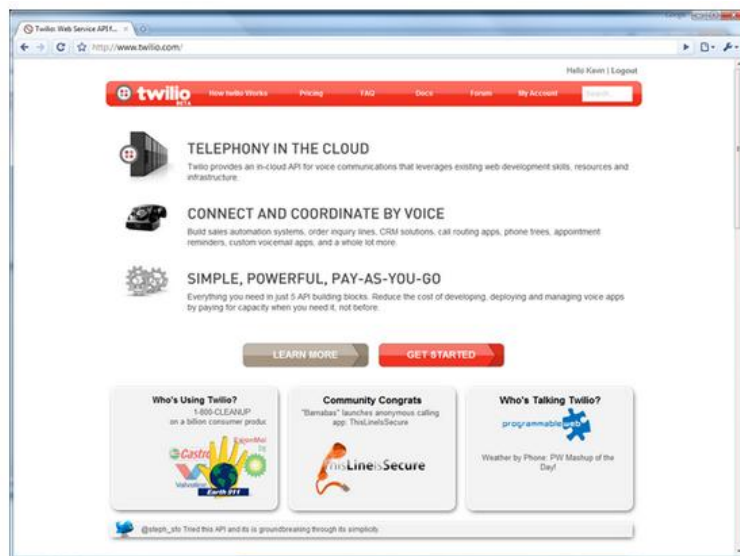 Twilio: Web Service API f...
http://www.twilio.com/
Hello Kevin | Logout
twilio BETA How twilio Works Pricing FAQ Docs Forum My Account Search...
TELEPHONY IN THE CLOUD
Twilio provides an in-cloud API for voice communications that leverages existing web development skills, resources and
infrastructure.
CONNECT AND COORDINATE BY VOICE
Build sales automation systems, order inquiry lines, CRM solutions, call routing apps, phone trees, appointment
reminders, custom voicemail apps, and a whole lot more.
SIMPLE, POWERFUL, PAY-AS-YOU-GO
Everything you need in just 5 API building blocks. Reduce the cost of developing, deploying and managing voice apps
by paying for capacity when you need it, not before.
LEARN MORE GET STARTED
Who's Using Twilio?
1-800-CLEANUP
on a billion consumer produc
ExxonMo
Castro
Valvoline
Earth 911
Community Congrats
"Barnabas" launches anonymous calling
app: ThisLineIsSecure
ThisLineIsSecure
Who's Talking Twilio?
programmableweb
Weather by Phone: PW Mashup of the
Day!
@steph_sto Tried this API and its is groundbreaking through its simplicity.